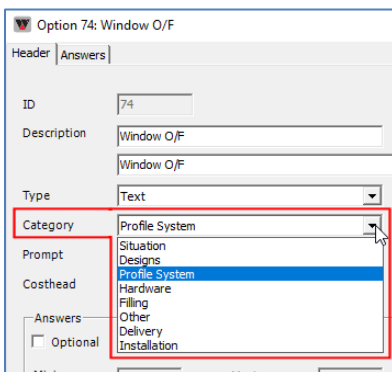 Option 74: Window O/F
Header Answers
ID 74
Description Window O/F
Window O/F
Type Text
Category Profile System
Situation
Designs
Prompt
Profile System
Hardware
Costhead
Filling
Other
Answers
Delivery
Optional
Installation